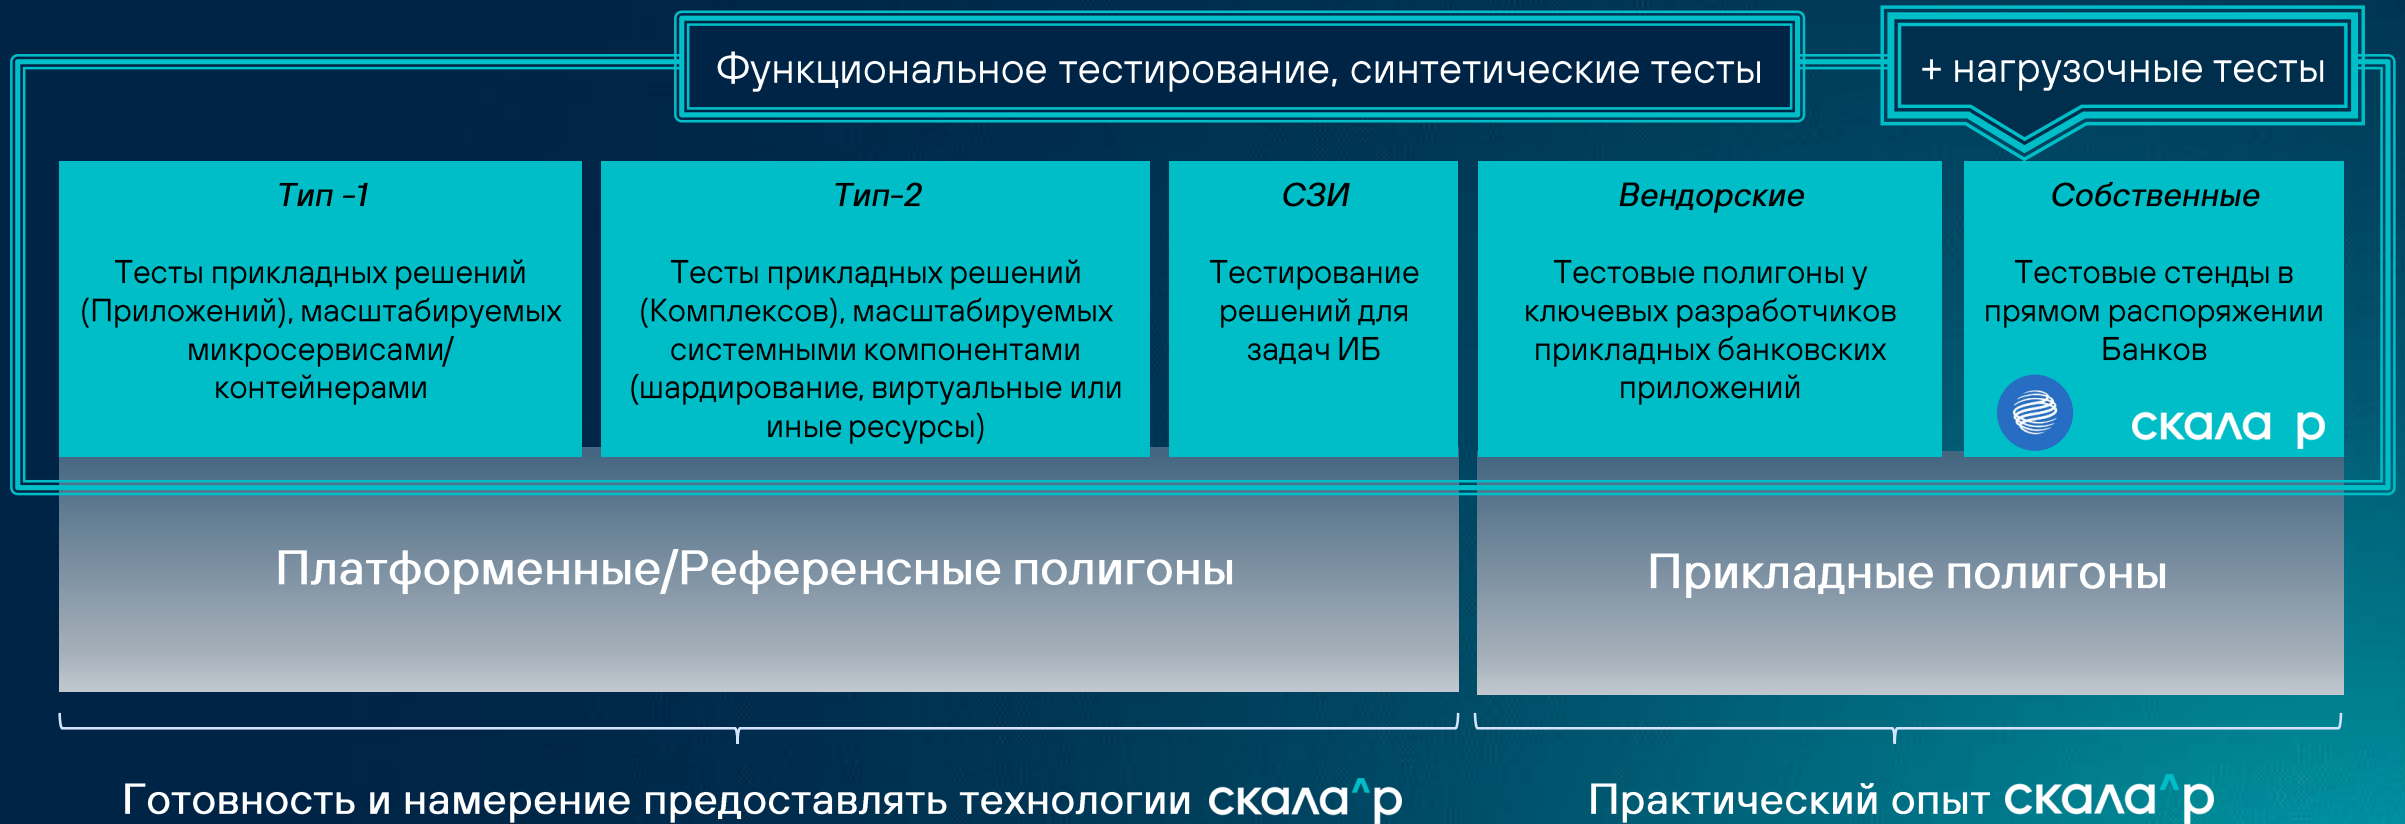 Функциональное тестирование, синтетические тесты
+ нагрузочные тесты
Тип -1
Тесты прикладных решений
(Приложений), масштабируемых
микросервисами/
контейнерами
Тип-2
Тесты прикладных решений
(Комплексов), масштабируемых
системными компонентами
(шардирование, виртуальные или
иные ресурсы)
СЗИ
Тестирование
решений для
задач ИБ
Вендорские
Тестовые полигоны у
ключевых разработчиков
прикладных банковских
приложений
Собственные
Тестовые стенды в
прямом распоряжении
Банков
скала р
Платформенные/Референсные полигоны
Прикладные полигоны
Готовность и намерение предоставлять технологии скала^р
Практический опыт скала^р